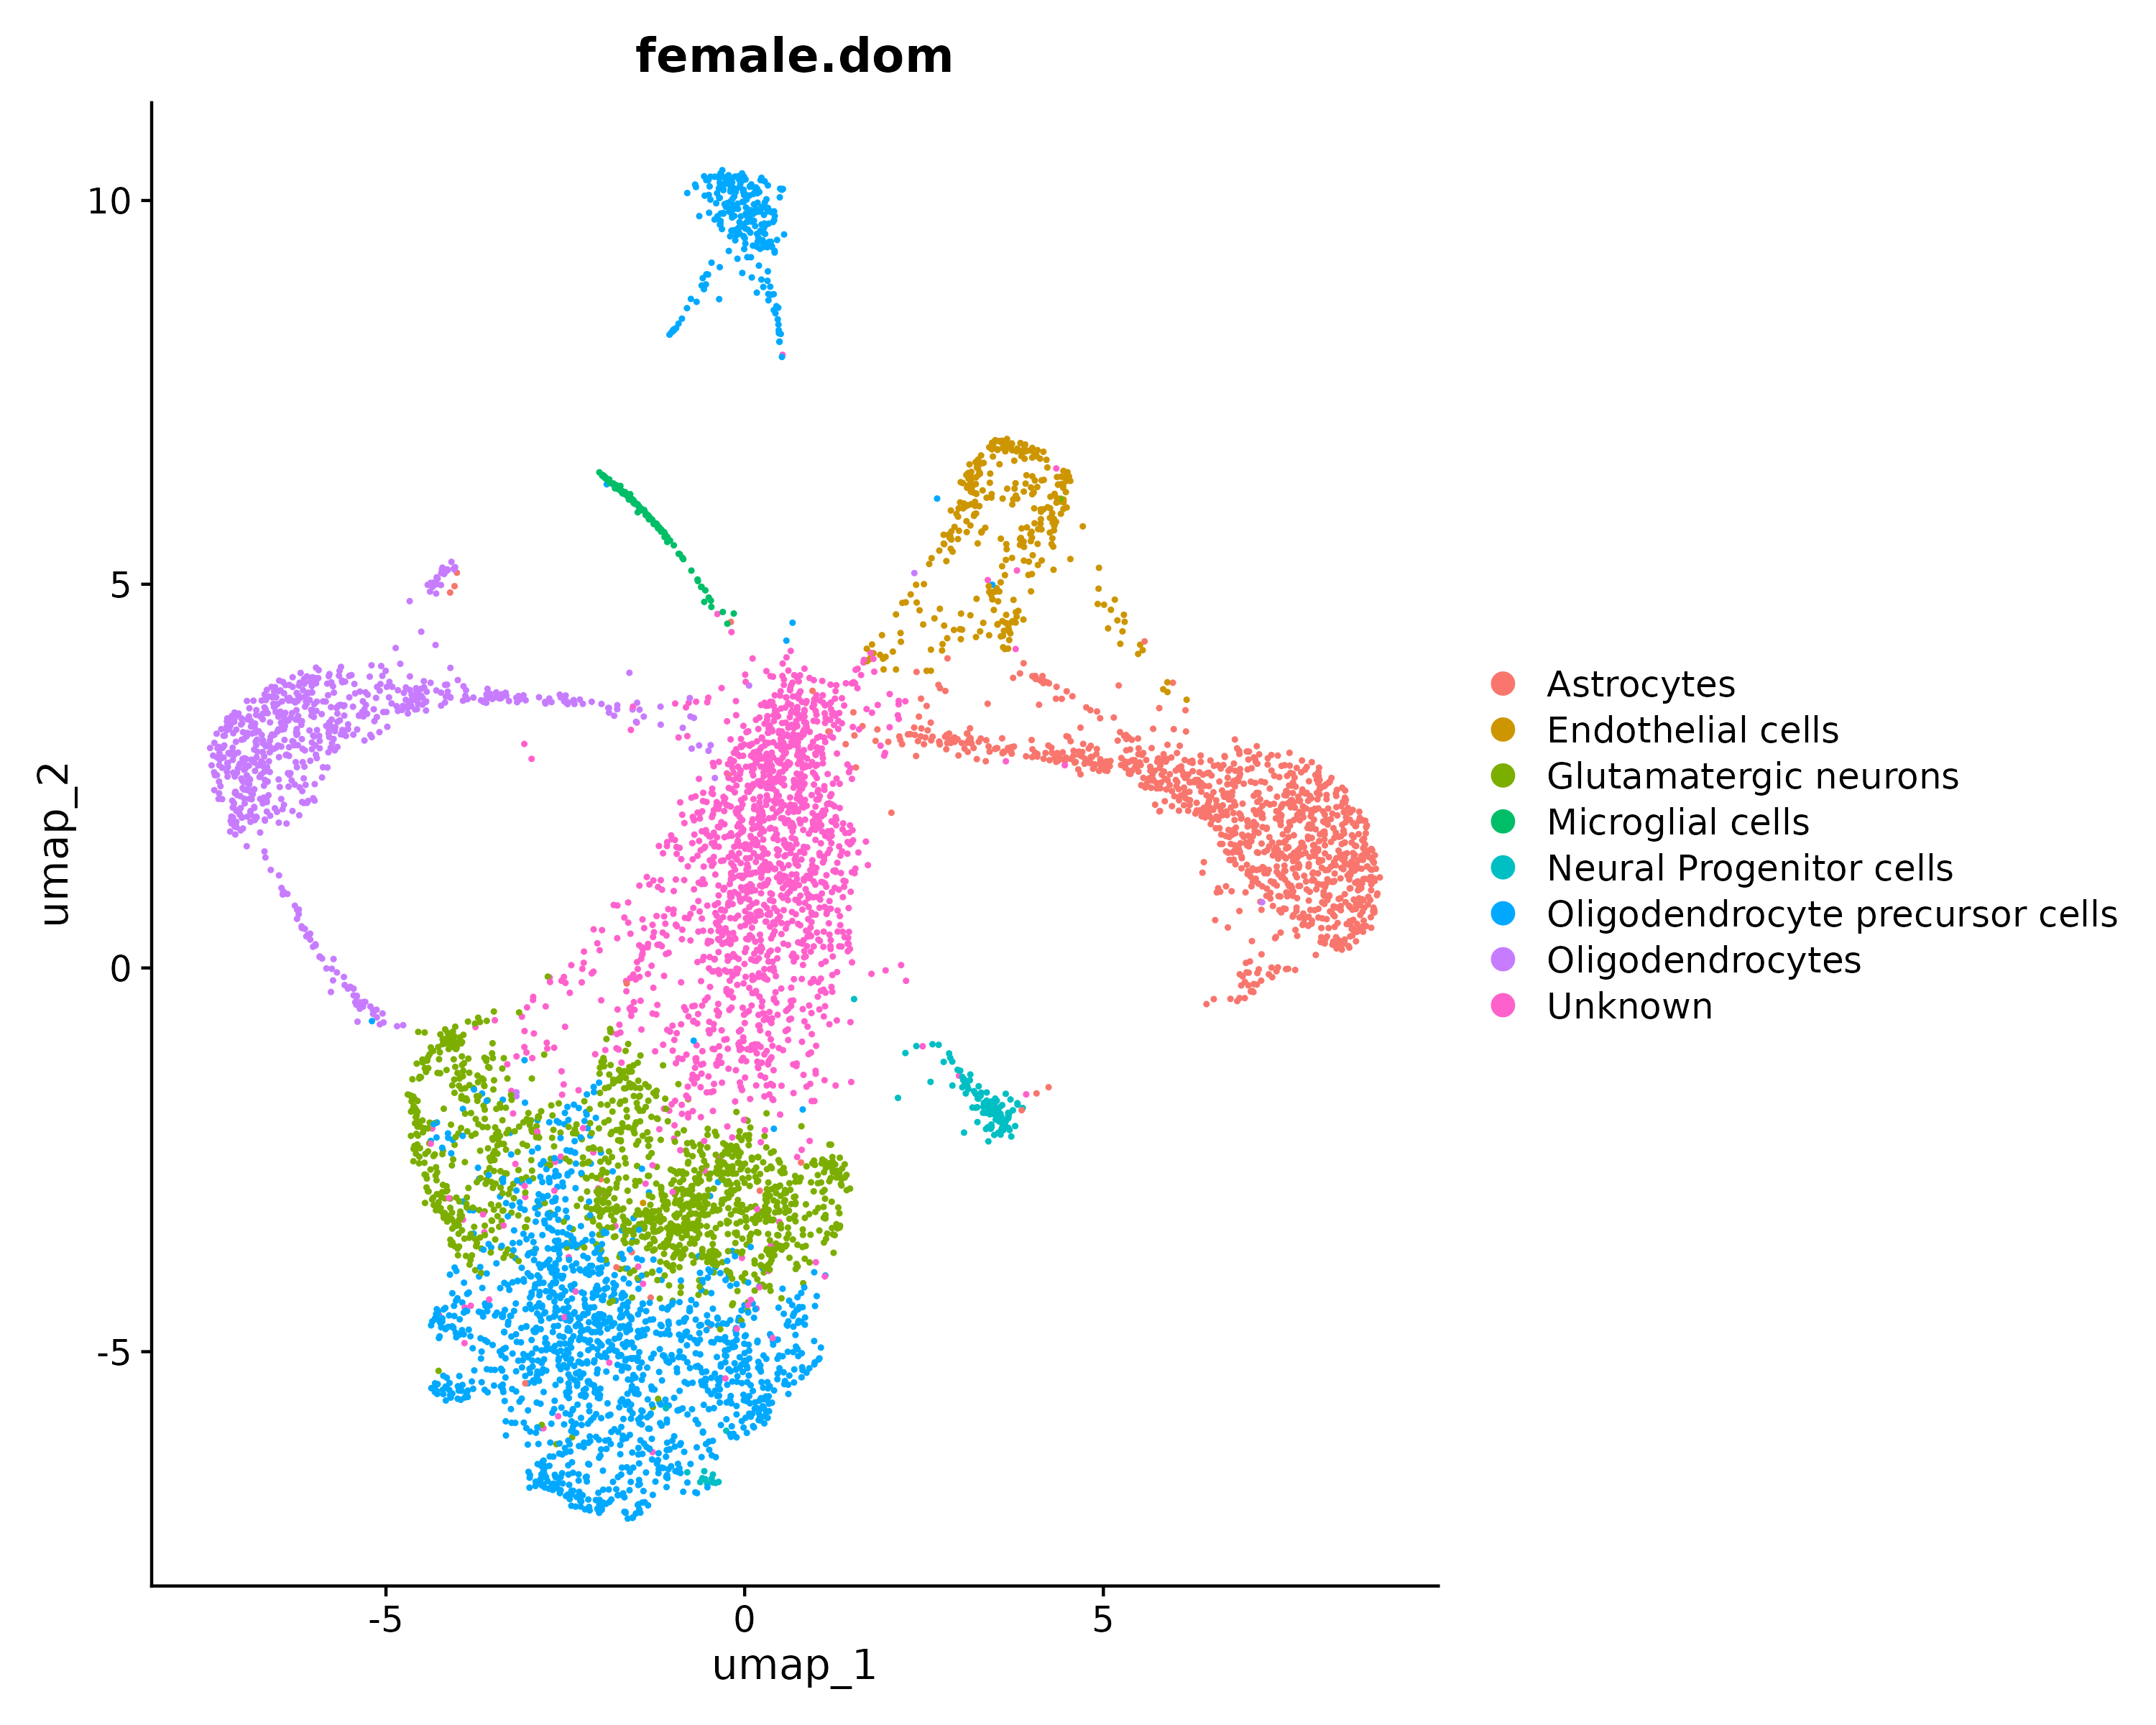 female.dom
10
5
0
-5
umap_2
-5
0
5
umap_1
Astrocytes
Endothelial cells
Glutamatergic neurons
Microglial cells
Neural Progenitor cells
Oligodendrocyte precursor cells
Oligodendrocytes
Unknown